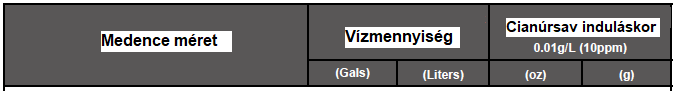 Medence méret
Vízmennyiség
Cianúrsav induláskor
0.01g/L (10ppm)
(Gals)
(Liters)
(oz)
(g)